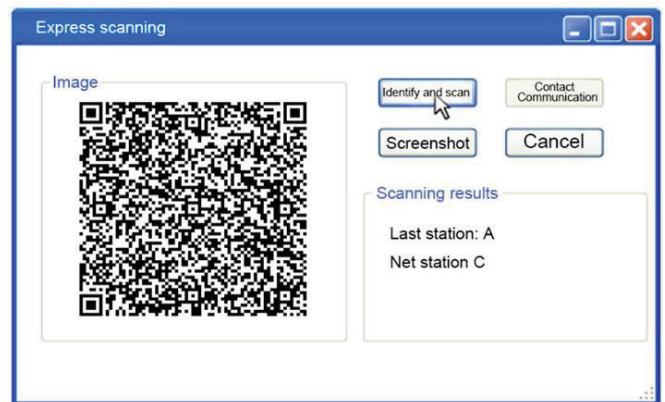 Express scanning
Image
Identify and scan
Contact
Communication
Screenshot
Cancel
Scanning results
Last station: A
Net station C